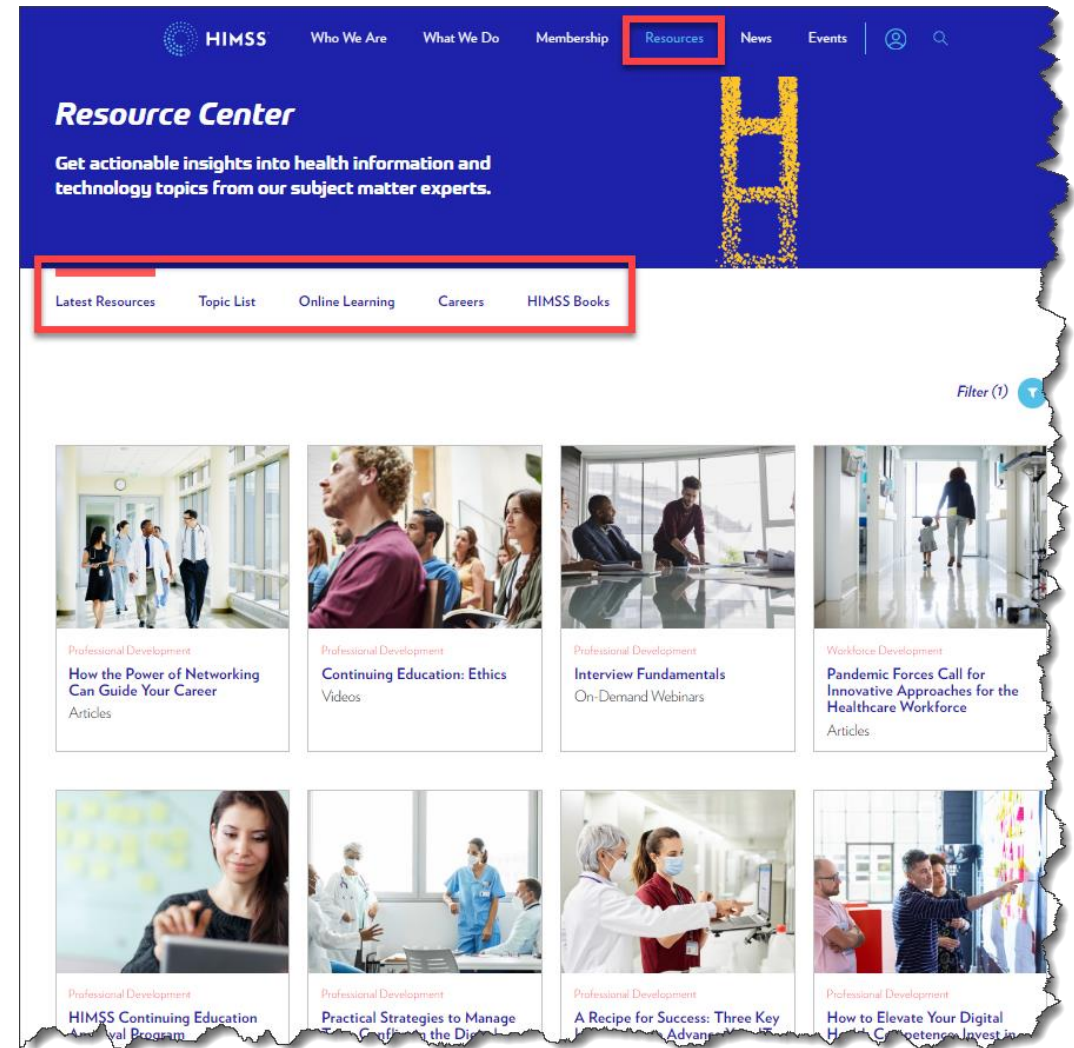 HIMSS Who We Are What We Do Membership Resources News Events
Resource Center
Get actionable insights into health information and
technology topics from our subject matter experts.
Latest Resources Topic List Online Learning Careers HIMSS Books
Filter (1)
Professional Development
How the Power of Networking
Can Guide Your Career
Articles
Professional Development
Continuing Education: Ethics
Videos
Professional Development
Interview Fundamentals
On-Demand Webinars
Workforce Development
Pandemic Forces Call for
Innovative Approaches for the
Healthcare Workforce
Articles
Professional Development
HIMSS Continuing Education
Program
Professional Development
Practical Strategies to Manage
the
Professional Development
A Recipe for Success: Three Key
Professional Development
How to Elevate Your Digital
Invest in